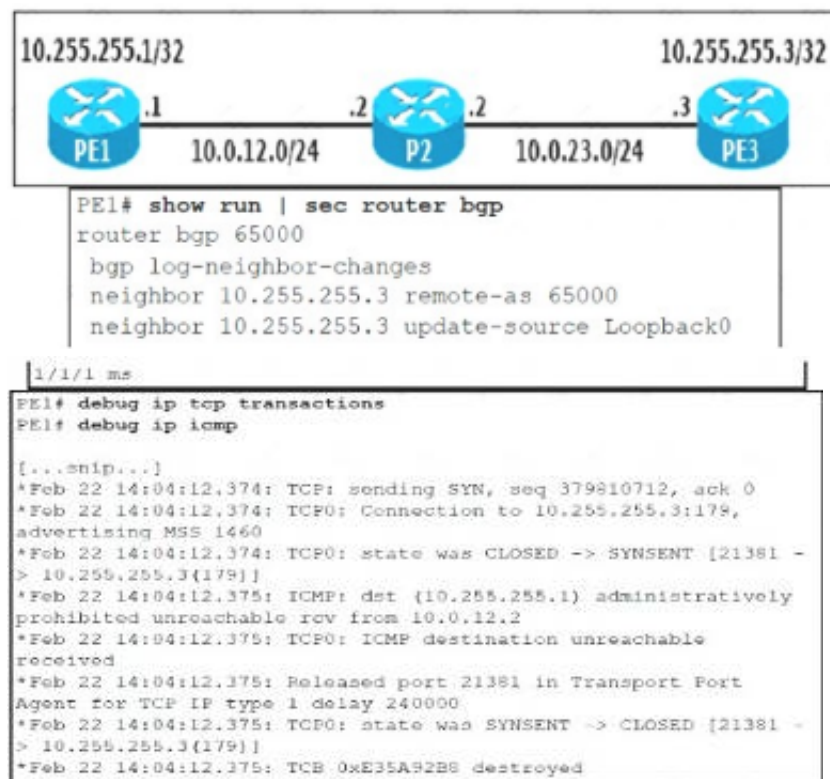 10.255.255.1/32
10.255.255.3/32
.1
.2
.2
.3
PE1
10.0.12.0/24
P2
10.0.23.0/24
PE3
PE1# show run | sec router bgp
router bgp 65000
bgp log-neighbor-changes
neighbor 10.255.255.3 remote-as 65000
neighbor 10.255.255.3 update-source Loopback0
1/1/1 ms
PE1# debug ip tcp transactions
PE1# debug ip icmp
[...snip...]
*Feb 22 14:04:12.374: TCP: sending SYN, seq 379810712, ack 0
*Feb 22 14:04:12.374: TCP0: Connection to 10.255.255.3:179,
advertising MSS 1460
*Feb 22 14:04:12.374: TCP0: state was CLOSED -> SYNSENT [21381 -
> 10.255.255.3(179)]
*Feb 22 14:04:12.375: ICMP: dst (10.255.255.1) administratively
prohibited unreachable rcv from 10.0.12.2
*Feb 22 14:04:12.375: TCP0: ICMP destination unreachable
received
*Feb 22 14:04:12.375: Released port 21381 in Transport Port
Agent for TCP IP type 1 delay 240000
*Feb 22 14:04:12.375: TCP0: state was SYNSENT -> CLOSED [21381 -
> 10.255.255.3(179)]
*Feb 22 14:04:12.375: TCB 0xE35A92B8 destroyed